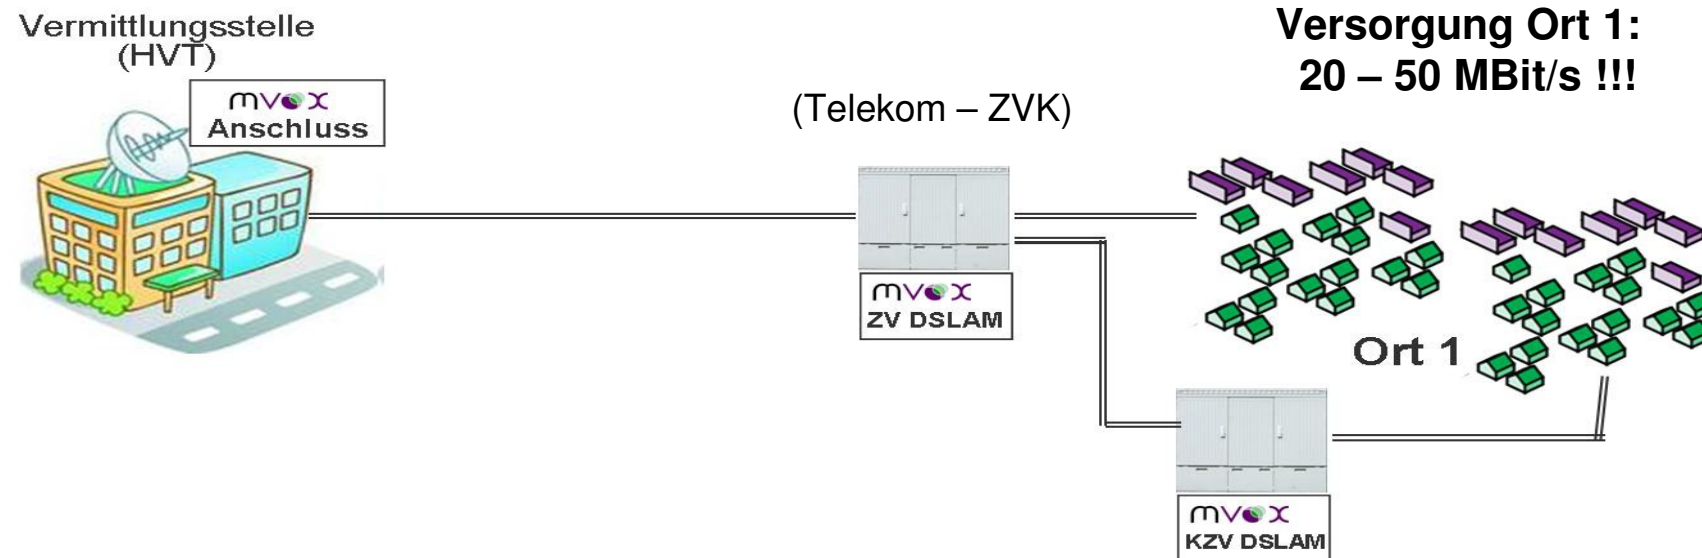 Vermittlungsstelle
(HVT)
mvox
Anschluss
(Telekom – ZVK)
Versorgung Ort 1:
20 – 50 MBit/s !!!
mvox
ZV DSLAM
Ort 1
mvox
KZV DSLAM